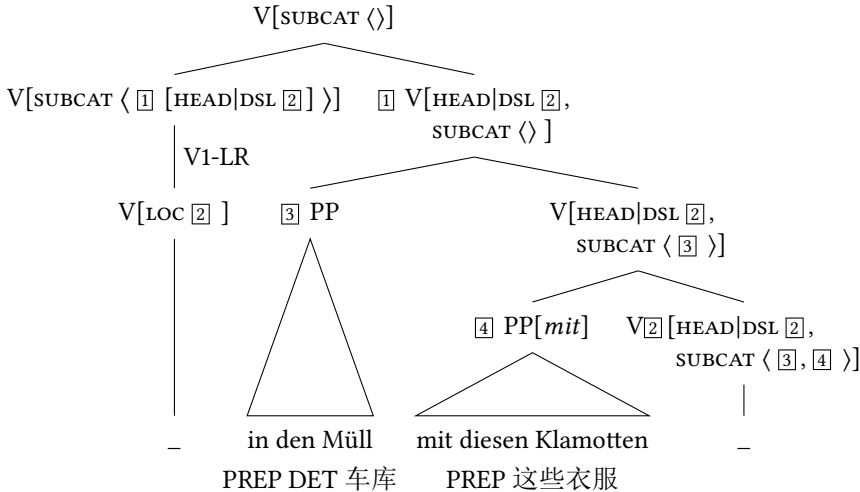 V[SUBCAT ⟨⟩]
V[SUBCAT ⟨ 1 [HEAD|DSL 2] ⟩] 1 V[HEAD|DSL 2,
SUBCAT ⟨⟩ ]
V1-LR
V[LOC 2 ] 3 PP V[HEAD|DSL 2,
SUBCAT ⟨ 3 ⟩]
4 PP[mit] V2[HEAD|DSL 2,
SUBCAT ⟨ 3, 4 ⟩]
_ in den Müll mit diesen Klamotten _
PREP DET 车库 PREP 这些衣服